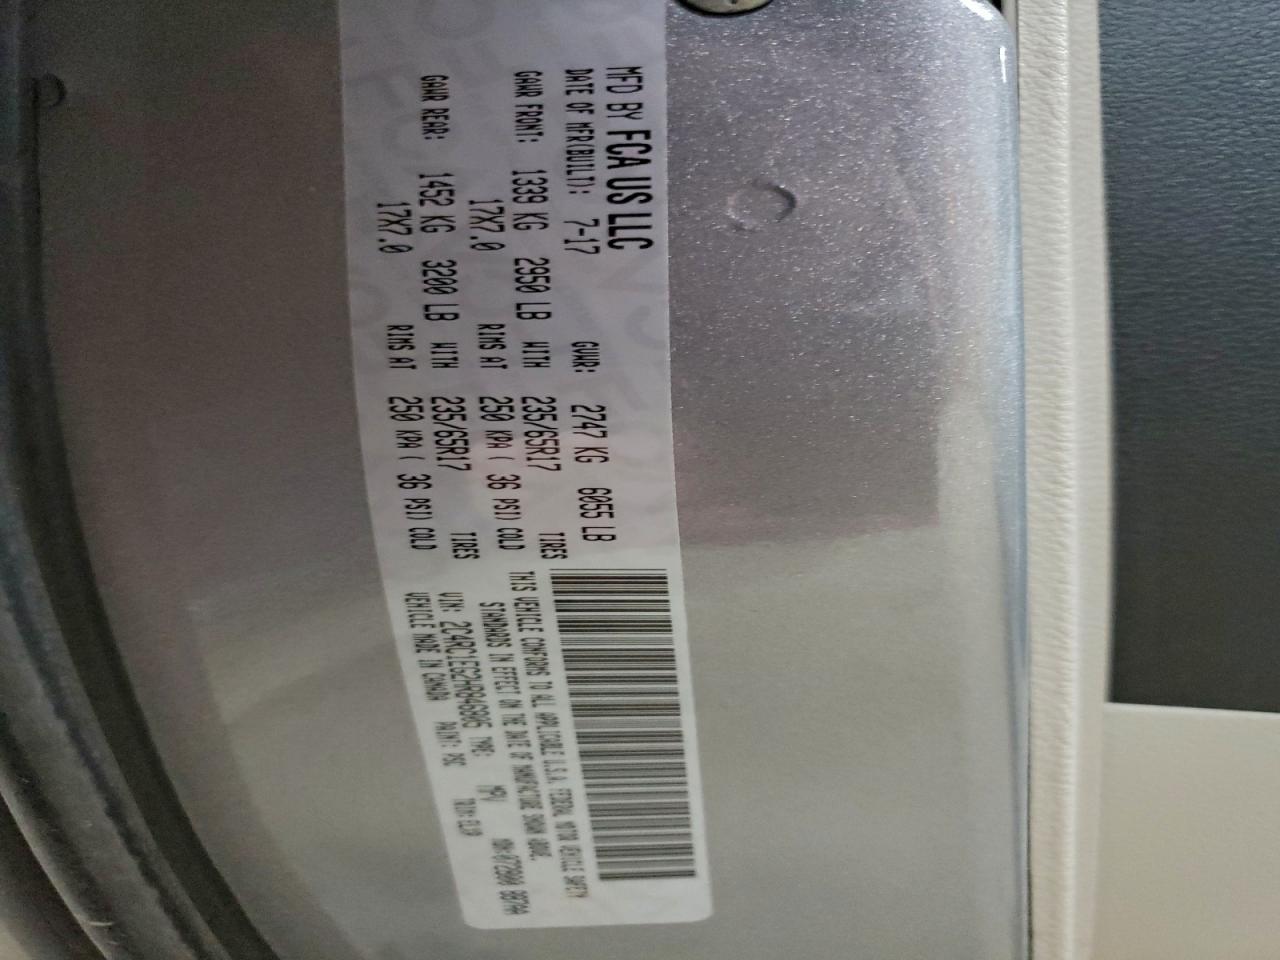 MFD BY FCA US LLC
DATE OF MFR(BUILT): 7-17 GVWR: 2747 KG 6055 LB
GAWR FRONT: 1339 KG 2950 LB WITH 235/65R17 TIRES
17X7.0 RIMS AT 250 KPA ( 36 PSI) COLD
GAWR REAR: 1452 KG 3200 LB WITH 235/65R17 TIRES
17X7.0 RIMS AT 250 KPA ( 36 PSI) COLD
THIS VEHICLE CONFORMS TO ALL APPLICABLE U.S.A. FEDERAL MOTOR VEHICLE SAFETY
STANDARDS IN EFFECT ON THE DATE OF MANUFACTURE SHOWN ABOVE.
VIN: TYPE: MPV
VEHICLE MADE IN CANADA PAINT: PSC